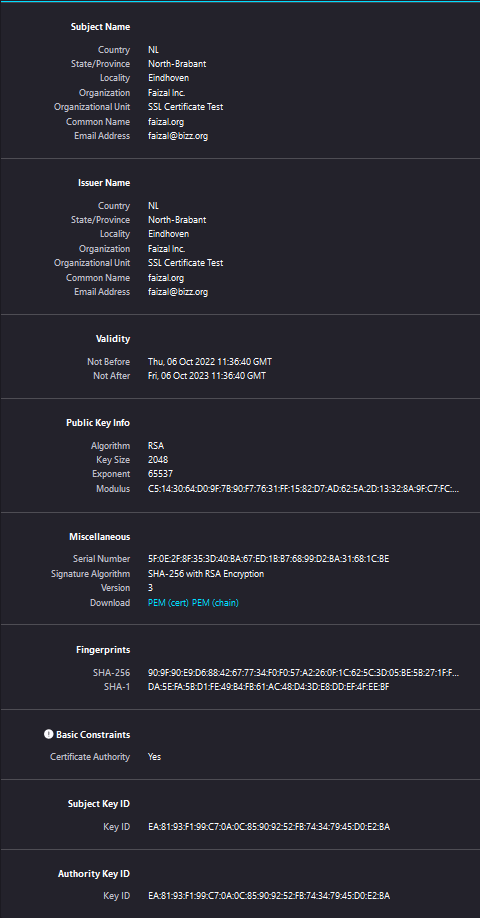 Subject Name
Country NL
State/Province North-Brabant
Locality Eindhoven
Organization Faizal Inc.
Organizational Unit SSL Certificate Test
Common Name faizal.org
Email Address faizal@bizz.org
Issuer Name
Country NL
State/Province North-Brabant
Locality Eindhoven
Organization Faizal Inc.
Organizational Unit SSL Certificate Test
Common Name faizal.org
Email Address faizal@bizz.org
Validity
Not Before Thu, 06 Oct 2022 11:36:40 GMT
Not After Fri, 06 Oct 2023 11:36:40 GMT
Public Key Info
Algorithm RSA
Key Size 2048
Exponent 65537
Modulus C5:14:30:64:D0:9F:7B:90:F7:76:31:FF:15:82:D7:AD:62:5A:2D:13:32:8A:9F:C7:FC:...
Miscellaneous
Serial Number 5F:0E:2F:8F:35:3D:40:BA:67:ED:1B:B7:68:99:D2:BA:31:68:1C:BE
Signature Algorithm SHA-256 with RSA Encryption
Version 3
Download PEM (cert) PEM (chain)
Fingerprints
SHA-256 90:9F:90:E9:D6:88:42:67:77:34:F0:F0:57:A2:26:0F:1C:62:5C:3D:05:BE:5B:27:1F:F...
SHA-1 DA:5E:FA:5B:D1:FE:49:B4:FB:61:AC:48:D4:3D:E8:DD:EF:4F:EE:BF
Basic Constraints
Certificate Authority Yes
Subject Key ID
Key ID EA:81:93:F1:99:C7:0A:0C:85:90:92:52:FB:74:34:79:45:D0:E2:BA
Authority Key ID
Key ID EA:81:93:F1:99:C7:0A:0C:85:90:92:52:FB:74:34:79:45:D0:E2:BA